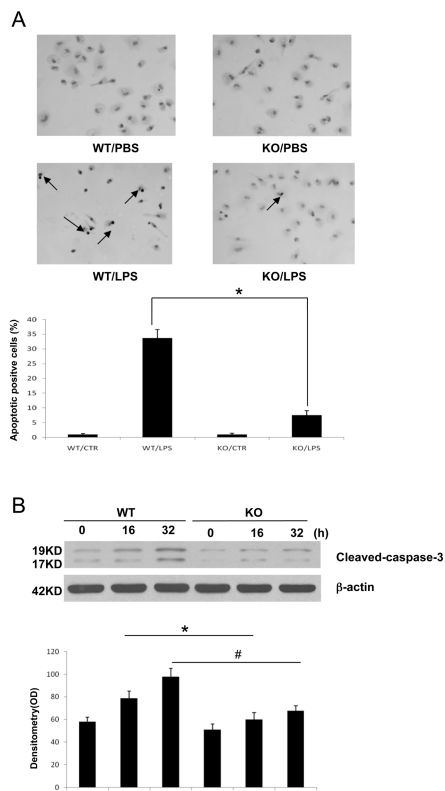 A
WT/PBS
KO/PBS
WT/LPS
KO/LPS
*
Apoptotic positve cells (%)
40
35
30
25
20
15
10
5
0
WT/CTR
WT/LPS
KO/CTR
KO/LPS
B
WT
KO
0
16
32
0
16
32
(h)
19KD
17KD
Cleaved-caspase-3
42KD
β-actin
*
#
Densitometry(OD)
120
100
80
60
40
20
0